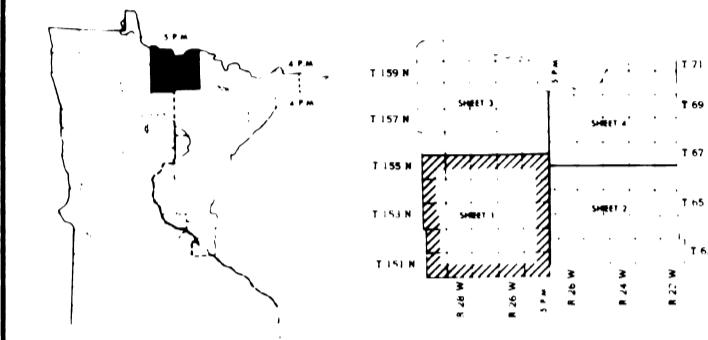 5 P.M
4 P.M
4 P.M
T 159 N
T 157 N
T 155 N
T 153 N
T 151 N
SHEET 3
SHEET 4
SHEET 1
SHEET 2
5 P.M
T 71
T 69
T 67
T 65
T 6
R 28 W
R 26 W
5 P.M
R 26 W
R 24 W
R 22 W